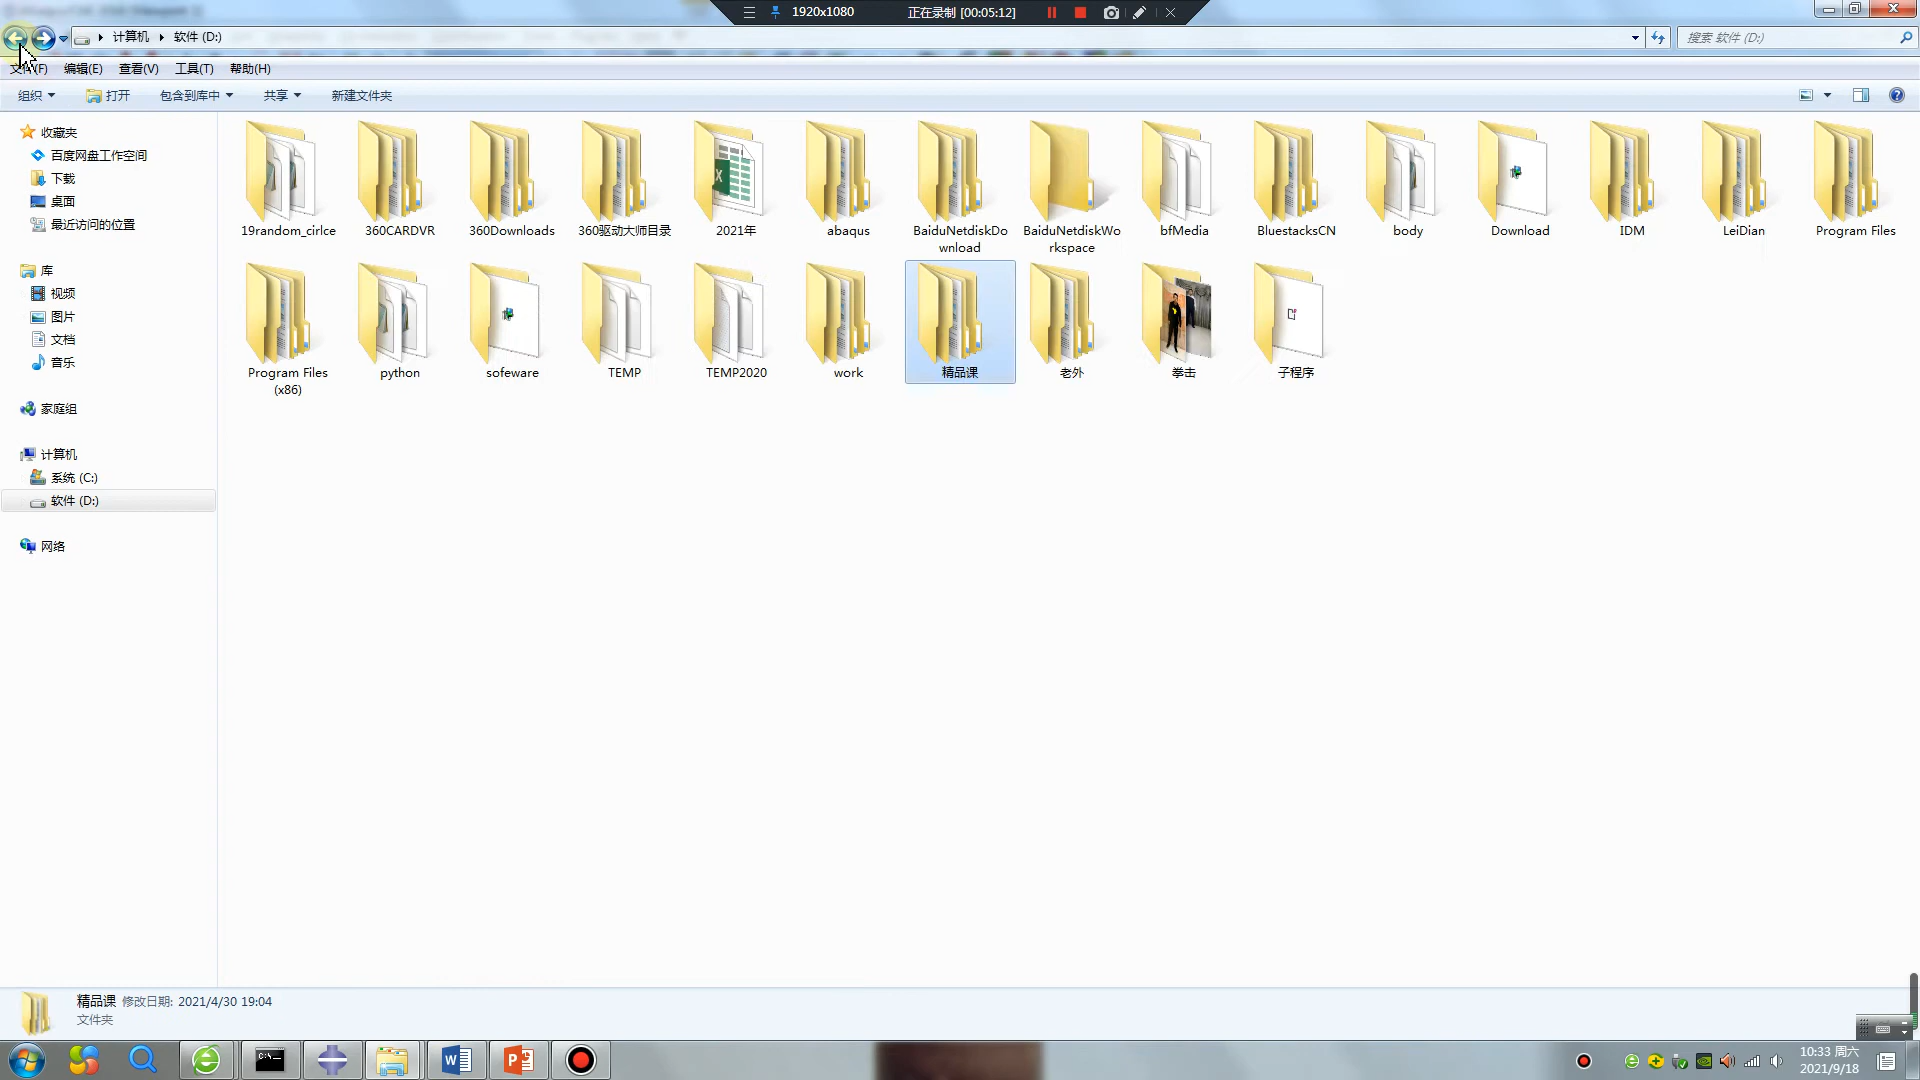 1920x1080
正在录制 [00:05:12]
计算机
软件 (D:)
搜索 软件 (D:)
文件(F)
编辑(E)
查看(V)
工具(T)
帮助(H)
组织
打开
包含到库中
共享
新建文件夹
收藏夹
百度网盘工作空间
下载
桌面
最近访问的位置
库
视频
图片
文档
音乐
家庭组
计算机
系统 (C:)
软件 (D:)
网络
19random_cirlce
360CARDVR
360Downloads
360驱动大师目录
2021年
abaqus
BaiduNetdiskDo
wnload
BaiduNetdiskWo
rkspace
bfMedia
BluestacksCN
body
Download
IDM
LeiDian
Program Files
Program Files
(x86)
python
sofeware
TEMP
TEMP2020
work
精品课
老外
拳击
子程序
精品课 修改日期: 2021/4/30 19:04
文件夹
10:33 周六
2021/9/18